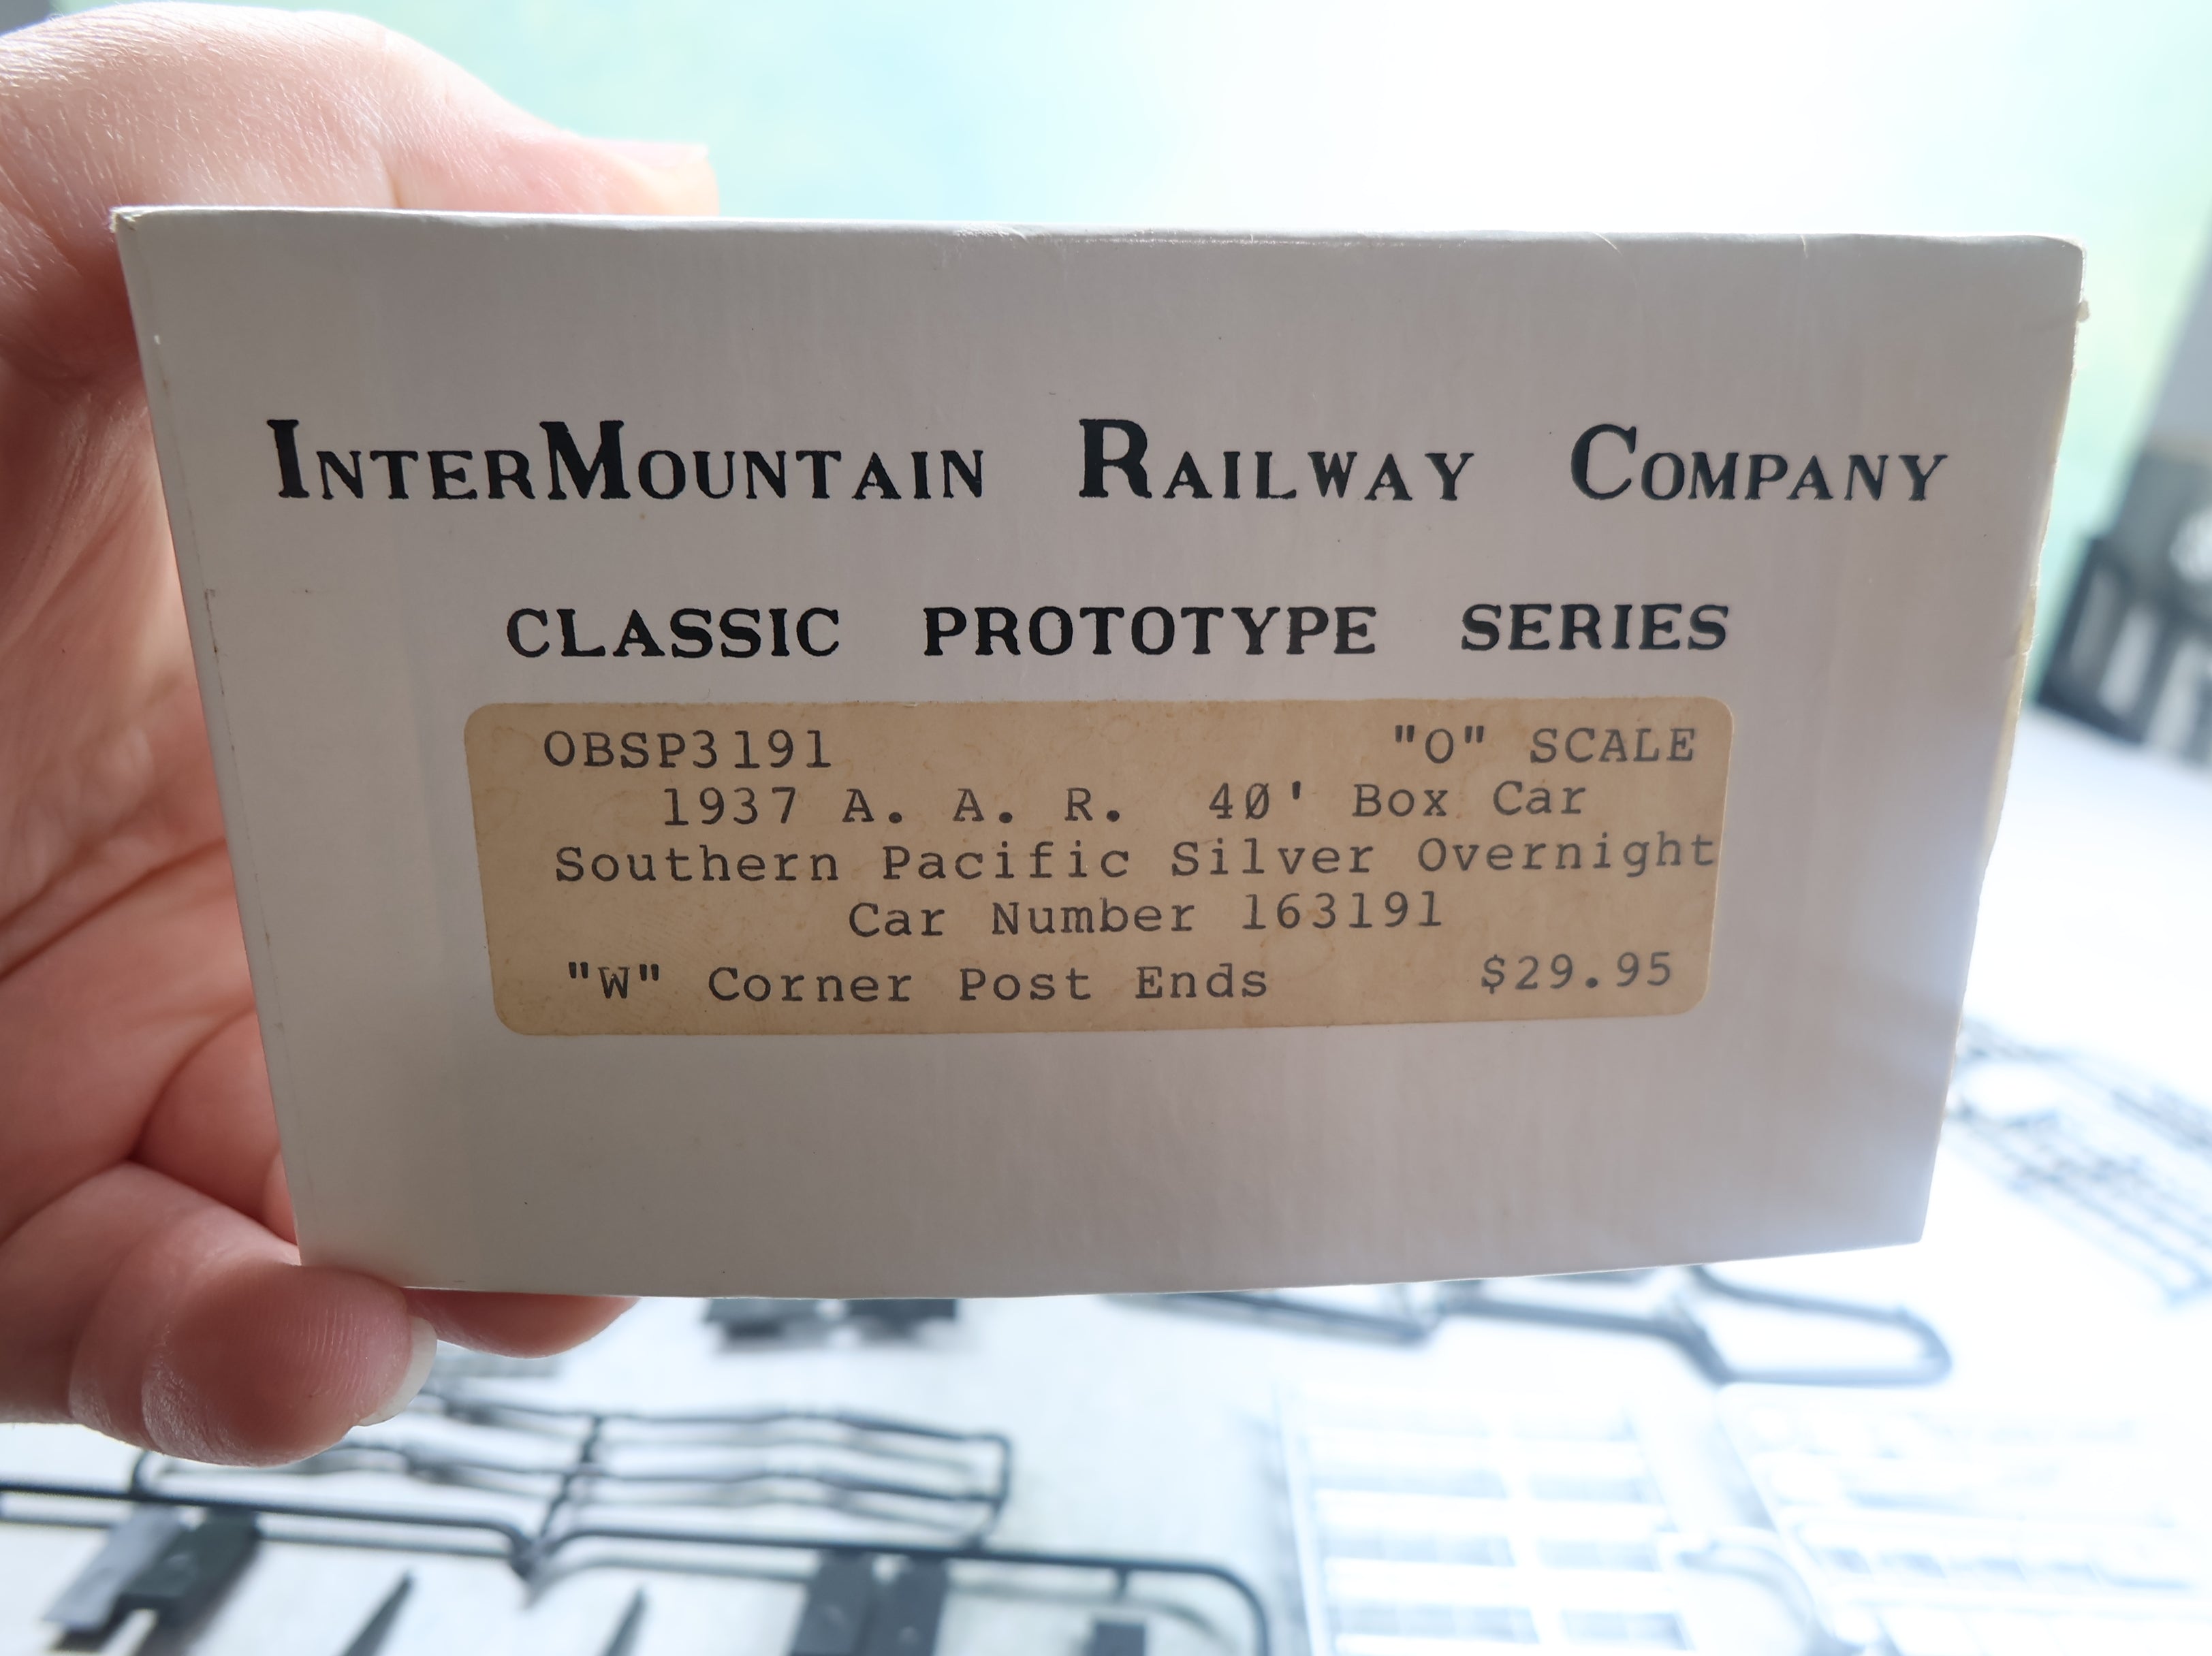 InterMountain Railway Company
CLASSIC PROTOTYPE SERIES
OBSP3191 "O" SCALE
1937 A. A. R. 40' Box Car
Southern Pacific Silver Overnight
Car Number 163191
"W" Corner Post Ends $29.95